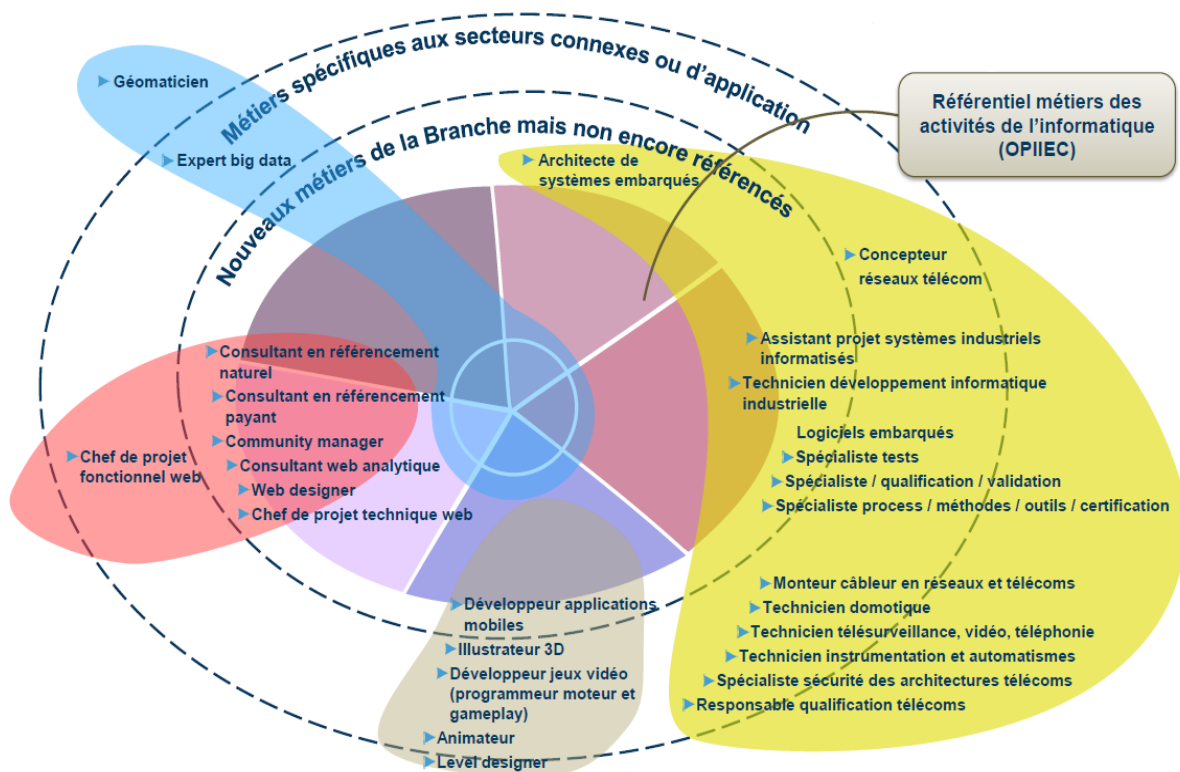 Métiers spécifiques aux secteurs connexes ou d'application
Nouveaux métiers de la Branche mais non encore référencés
Référentiel métiers des
activités de l'informatique
(OPIIEC)
Géomaticien
Expert big data
Architecte de
systèmes embarqués
Concepteur
réseaux télécom
Assistant projet systèmes industriels
informatisés
Technicien développement informatique
industrielle
Logiciels embarqués
Spécialiste tests
Spécialiste / qualification / validation
Spécialiste process / méthodes / outils / certification
Monteur câbleur en réseaux et télécoms
Technicien domotique
Technicien télésurveillance, vidéo, téléphonie
Technicien instrumentation et automatismes
Spécialiste sécurité des architectures télécoms
Responsable qualification télécoms
Consultant en référencement
naturel
Consultant en référencement
payant
Community manager
Consultant web analytique
Web designer
Chef de projet technique web
Chef de projet
fonctionnel web
Développeur applications
mobiles
Illustrateur 3D
Développeur jeux vidéo
(programmeur moteur et
gameplay)
Animateur
Level designer